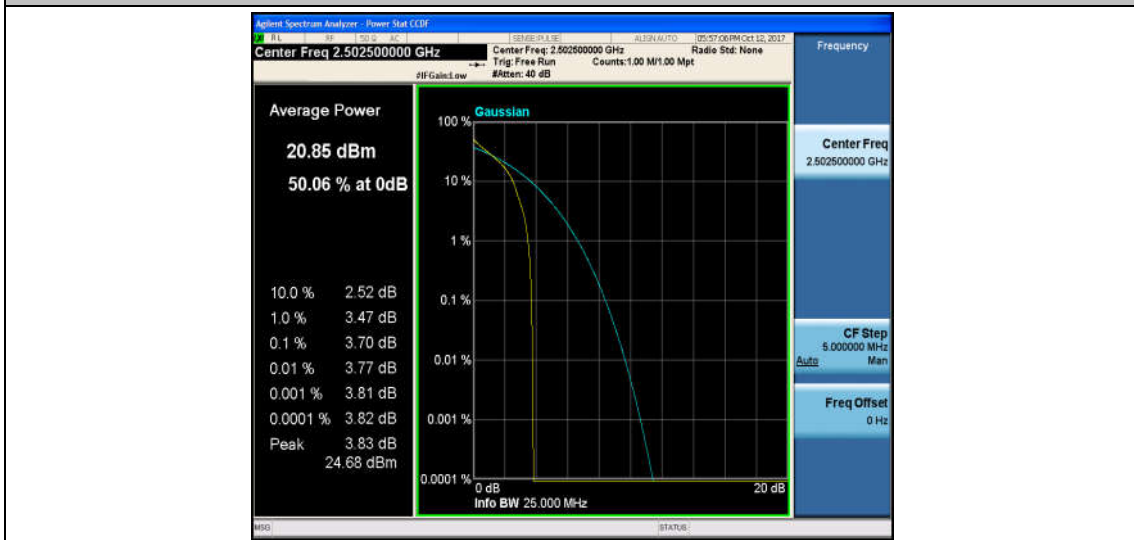 Agilent Spectrum Analyzer - Power Stat CCDF
RL RF 50 Ω AC SENSE:PULSE ALIGN AUTO 05:57:06 PM Oct 12, 2017
Center Freq 2.502500000 GHz
Center Freq: 2.502500000 GHz Radio Std: None
Trig: Free Run Counts:1.00 M/1.00 Mpt
#IFGain:Low #Atten: 40 dB
Frequency
Average Power
20.85 dBm
50.06 % at 0dB
10.0 % 2.52 dB
1.0 % 3.47 dB
0.1 % 3.70 dB
0.01 % 3.77 dB
0.001 % 3.81 dB
0.0001 % 3.82 dB
Peak 3.83 dB
24.68 dBm
Gaussian
100 %
10 %
1 %
0.1 %
0.01 %
0.001 %
0.0001 %
0 dB 20 dB
Info BW 25.000 MHz
Center Freq
2.502500000 GHz
CF Step
5.000000 MHz
Auto Man
Freq Offset
0 Hz
MSG STATUS